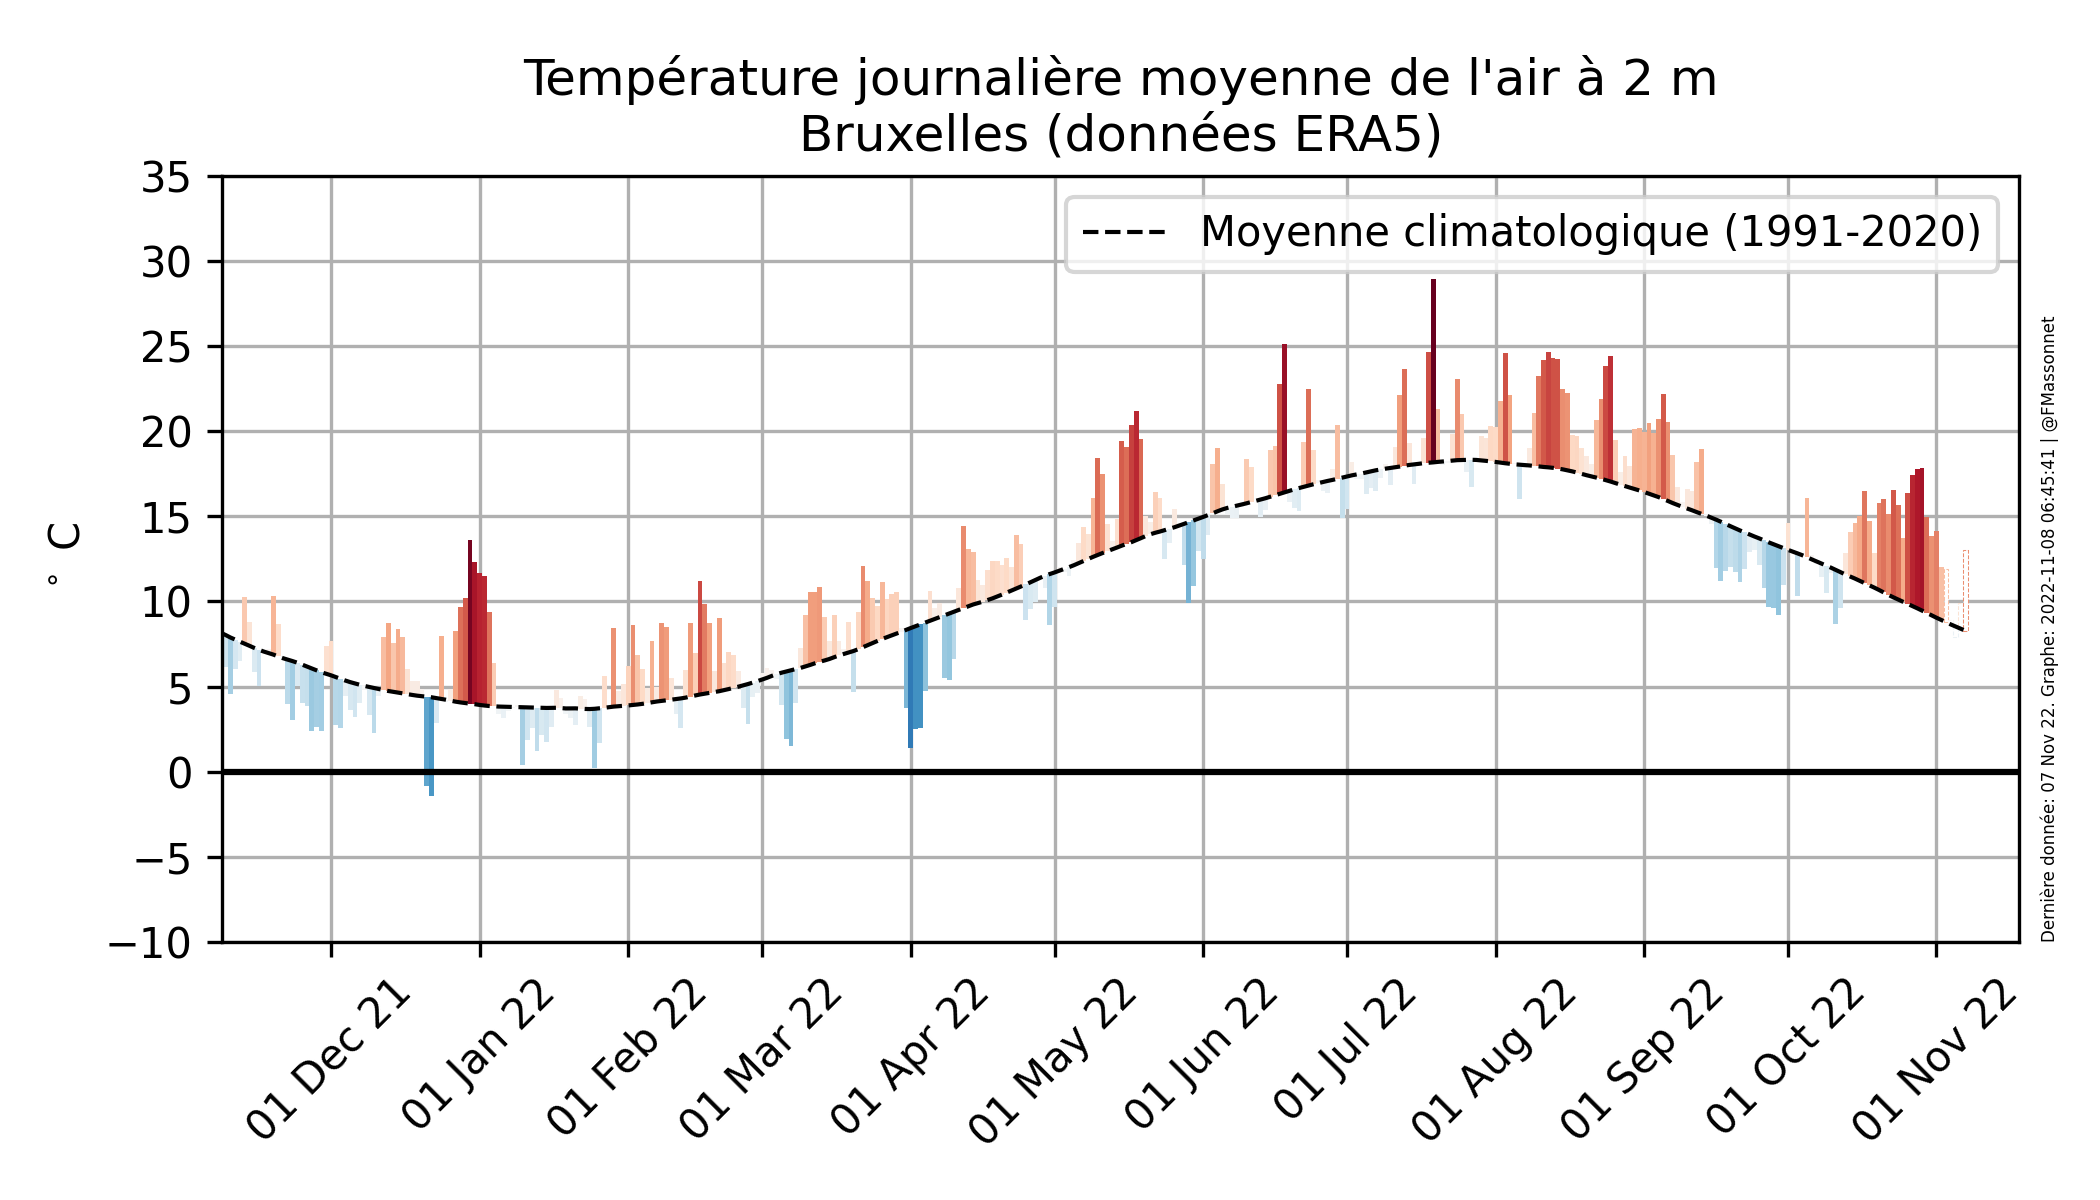 Température journalière moyenne de l'air à 2 m
Bruxelles (données ERA5)
Moyenne climatologique (1991-2020)
35
30
25
20
15
10
5
0
−5
−10
° C
01 Dec 21
01 Jan 22
01 Feb 22
01 Mar 22
01 Apr 22
01 May 22
01 Jun 22
01 Jul 22
01 Aug 22
01 Sep 22
01 Oct 22
01 Nov 22
Dernière donnée: 07 Nov 22. Graphe: 2022-11-08 06:45:41 | @FMassonnet